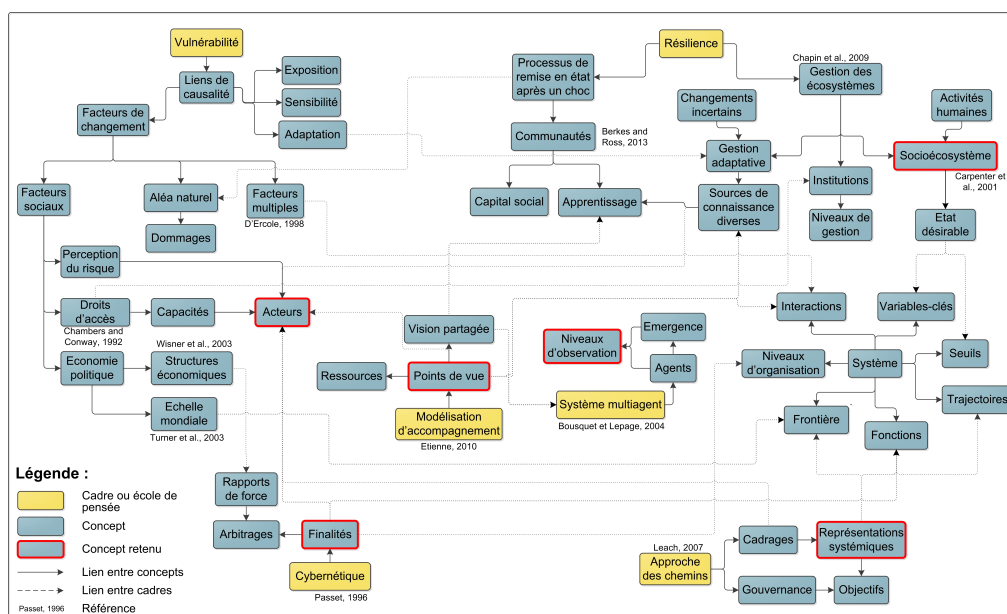 Vulnérabilité
Liens de
causalité
Exposition
Sensibilité
Adaptation
Facteurs de
changement
Facteurs
sociaux
Aléa naturel
Facteurs
multiples
D'Ercole, 1998
Dommages
Perception
du risque
Droits
d'accès
Chambers and
Conway, 1992
Capacités
Acteurs
Wisner et al., 2003
Economie
politique
Structures
économiques
Echelle
mondiale
Turner et al., 2003
Résilience
Processus de
remise en état
après un choc
Communautés
Berkes and
Ross, 2013
Capital social
Apprentissage
Chapin et al., 2009
Gestion des
écosystèmes
Changements
incertains
Activités
humaines
Gestion
adaptative
Socioécosystème
Carpenter et
al., 2001
Sources de
connaissance
diverses
Institutions
Niveaux de
gestion
Etat
désirable
Interactions
Variables-clés
Vision partagée
Ressources
Points de vue
Modélisation
d'accompagnement
Etienne, 2010
Niveaux
d'observation
Emergence
Agents
Système multiagent
Bousquet et Lepage, 2004
Niveaux
d'organisation
Système
Seuils
Trajectoires
Frontière
Fonctions
Rapports
de force
Arbitrages
Finalités
Cybernétique
Passet, 1996
Leach, 2007
Approche
des chemins
Cadrages
Représentations
systémiques
Gouvernance
Objectifs
Légende :
Cadre ou école de
pensée
Concept
Concept retenu
Lien entre concepts
Lien entre cadres
Passet, 1996 Référence